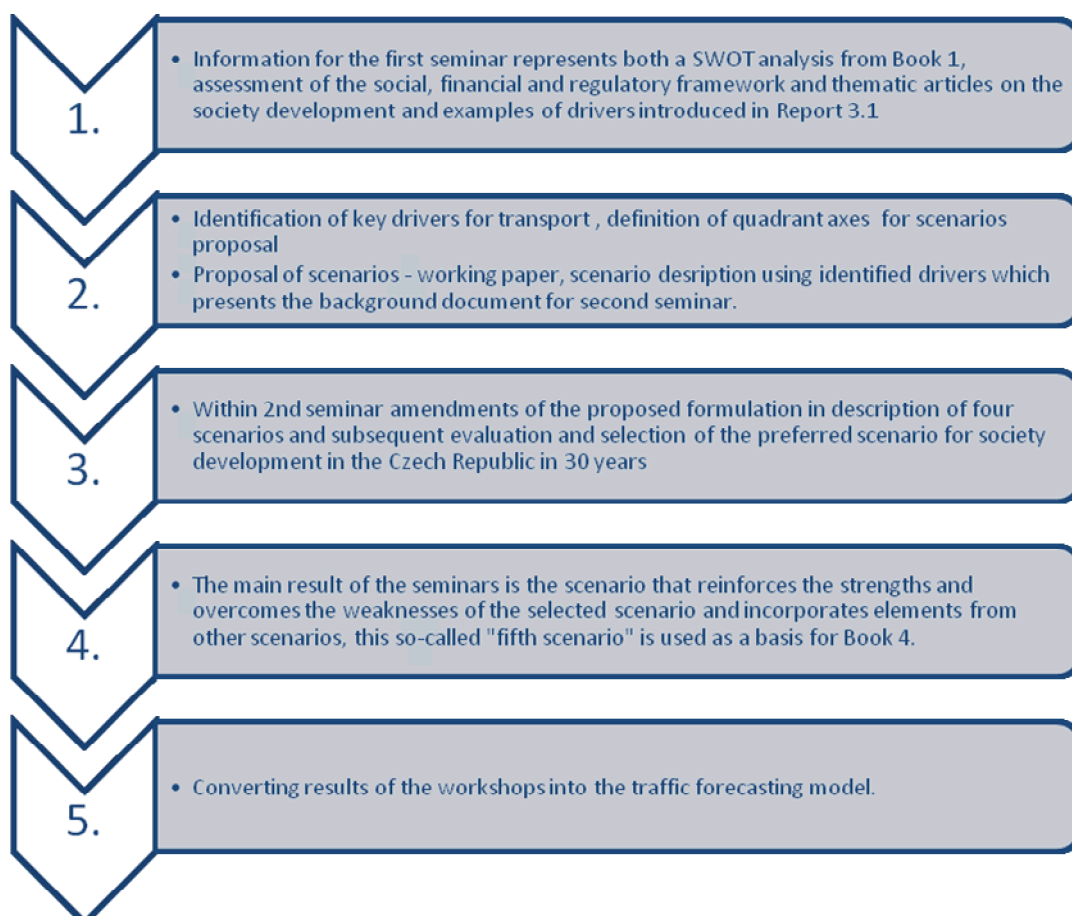 1.
• Information for the first seminar represents both a SWOT analysis from Book 1,
assessment of the social, financial and regulatory framework and thematic articles on the
society development and examples of drivers introduced in Report 3.1
2.
• Identification of key drivers for transport , definition of quadrant axes for scenarios
proposal
• Proposal of scenarios - working paper, scenario desription using identified drivers which
presents the background document for second seminar.
3.
• Within 2nd seminar amendments of the proposed formulation in description of four
scenarios and subsequent evaluation and selection of the preferred scenario for society
development in the Czech Republic in 30 years
4.
• The main result of the seminars is the scenario that reinforces the strengths and
overcomes the weaknesses of the selected scenario and incorporates elements from
other scenarios, this so-called "fifth scenario" is used as a basis for Book 4.
5.
• Converting results of the workshops into the traffic forecasting model.